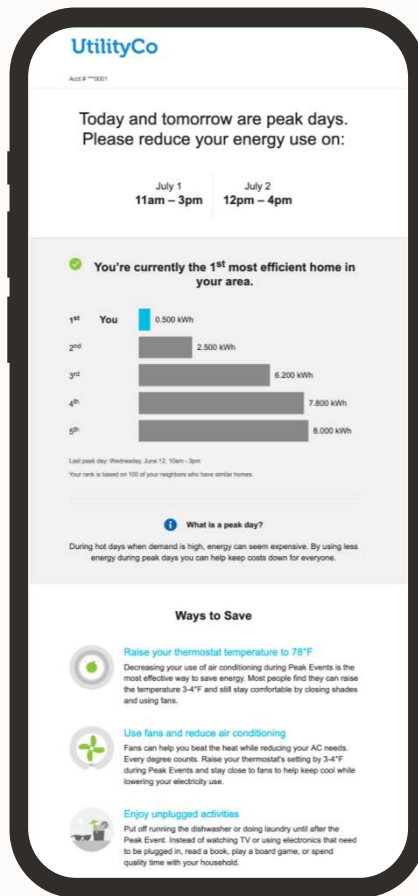 UtilityCo
Acct # ***0001
Today and tomorrow are peak days.
Please reduce your energy use on:
July 1
11am – 3pm
July 2
12pm – 4pm
You're currently the 1st most efficient home in
your area.
1st You 0.500 kWh
2nd 2.500 kWh
3rd 6.200 kWh
4th 7.800 kWh
5th 8.000 kWh
Last peak day: Wednesday, June 12, 10am - 3pm
Your rank is based on 100 of your neighbors who have similar homes.
What is a peak day?
During hot days when demand is high, energy can seem expensive. By using less
energy during peak days you can help keep costs down for everyone.
Ways to Save
Raise your thermostat temperature to 78°F
Decreasing your use of air conditioning during Peak Events is the
most effective way to save energy. Most people find they can raise
the temperature 3-4°F and still stay comfortable by closing shades
and using fans.
Use fans and reduce air conditioning
Fans can help you beat the heat while reducing your AC needs.
Every degree counts. Raise your thermostat's setting by 3-4°F
during Peak Events and stay close to fans to help keep cool while
lowering your electricity use.
Enjoy unplugged activities
Put off running the dishwasher or doing laundry until after the
Peak Event. Instead of watching TV or using electronics that need
to be plugged in, read a book, play a board game, or spend
quality time with your household.